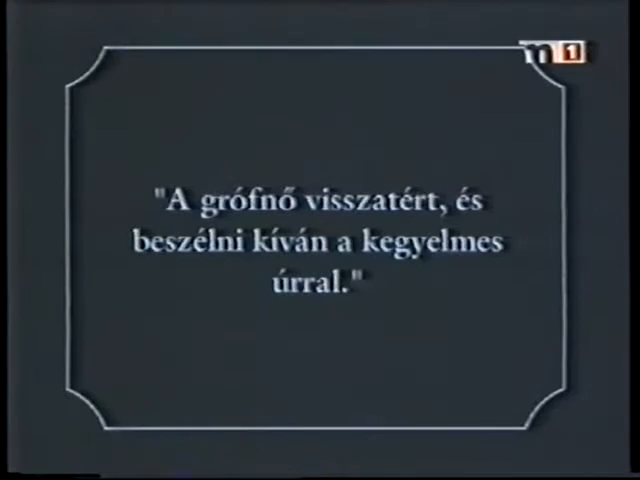 m1
"A grófnő visszatért, és
beszélni kíván a kegyelmes
úrral."